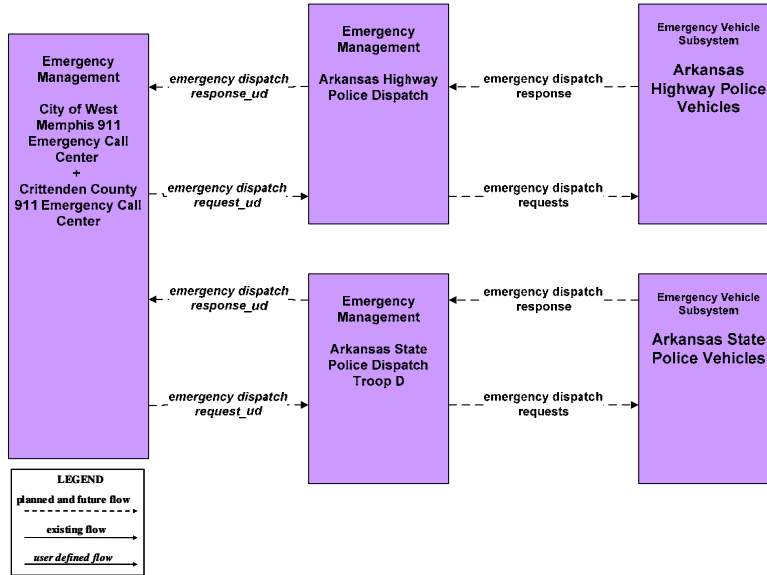 Emergency
Management
City of West
Memphis 911
Emergency Call
Center
+
Crittenden County
911 Emergency Call
Center
emergency dispatch
response_ud
emergency dispatch
request_ud
Emergency
Management
Arkansas Highway
Police Dispatch
emergency dispatch
response
emergency dispatch
requests
Emergency Vehicle
Subsystem
Arkansas
Highway Police
Vehicles
emergency dispatch
response_ud
emergency dispatch
request_ud
Emergency
Management
Arkansas State
Police Dispatch
Troop D
emergency dispatch
response
emergency dispatch
requests
Emergency Vehicle
Subsystem
Arkansas State
Police Vehicles
LEGEND
planned and future flow
existing flow
user defined flow